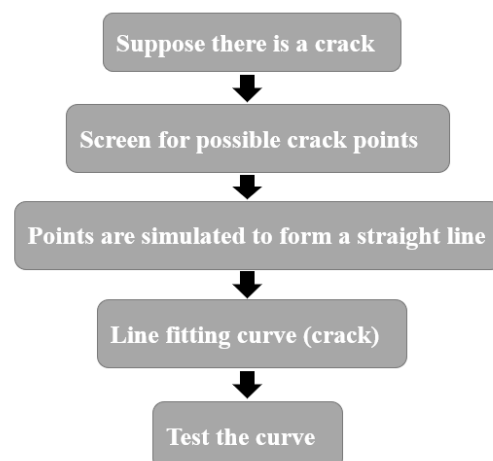 Suppose there is a crack
Screen for possible crack points
Points are simulated to form a straight line
Line fitting curve (crack)
Test the curve